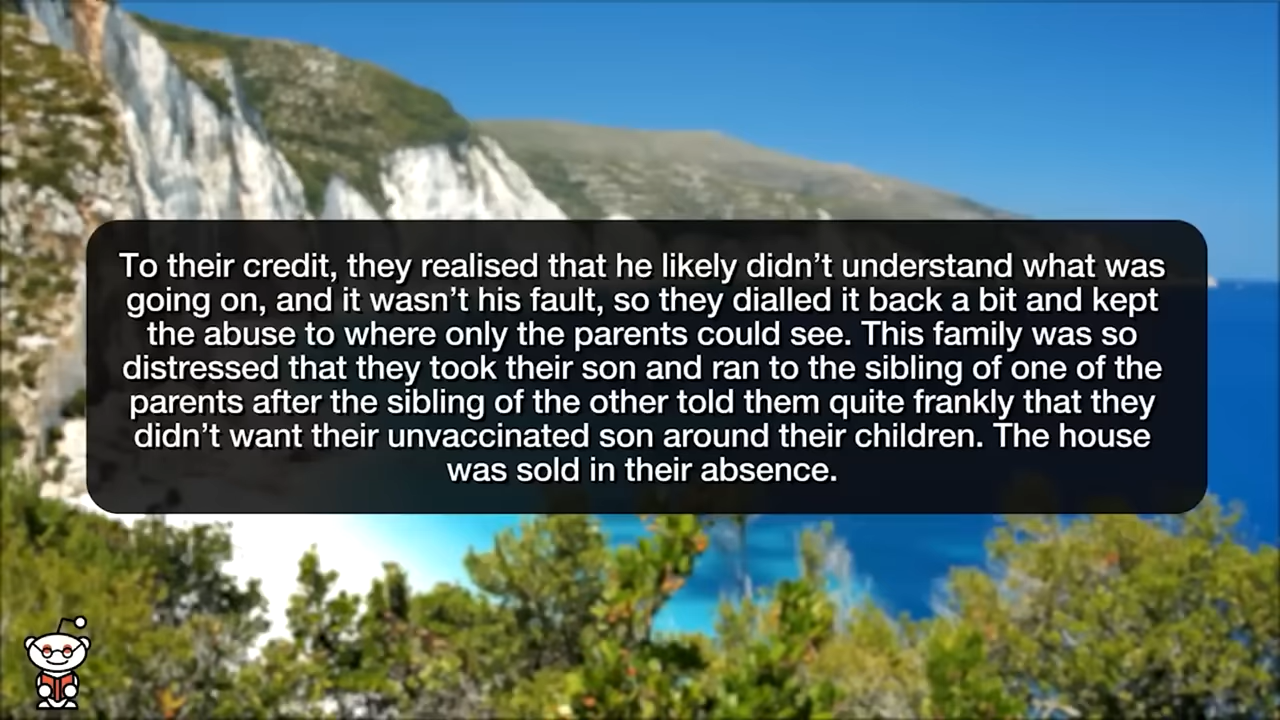 To their credit, they realised that he likely didn’t understand what was
going on, and it wasn’t his fault, so they dialled it back a bit and kept
the abuse to where only the parents could see. This family was so
distressed that they took their son and ran to the sibling of one of the
parents after the sibling of the other told them quite frankly that they
didn’t want their unvaccinated son around their children. The house
was sold in their absence.